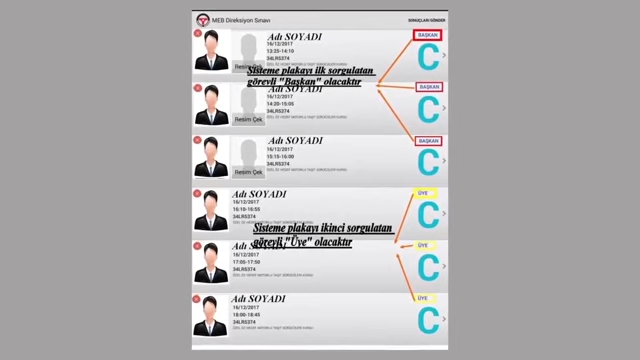 MEB Direksiyon Sınavı
SONUÇLARI GÖNDER
Adı SOYADI
BAŞKAN
16/12/2017
13:25-14:10
34LRS374
C
Resim Çek
Sisteme plakayı ilk sorgulatan
görevli "Başkan" olacaktır
Adı SOYADI
BAŞKAN
16/12/2017
14:20-15:05
34LRS374
C
Resim Çek
Adı SOYADI
BAŞKAN
16/12/2017
15:15-16:00
34LRS374
C
Resim Çek
Adı SOYADI
ÜYE
16/12/2017
16:10-16:55
34LRS374
C
Sisteme plakayı ikinci sorgulatan
görevli "Üye" olacaktır
Adı SOYADI
ÜYE
16/12/2017
17:05-17:50
34LRS374
C
Adı SOYADI
ÜYE
16/12/2017
18:00-18:45
34LRS374
C